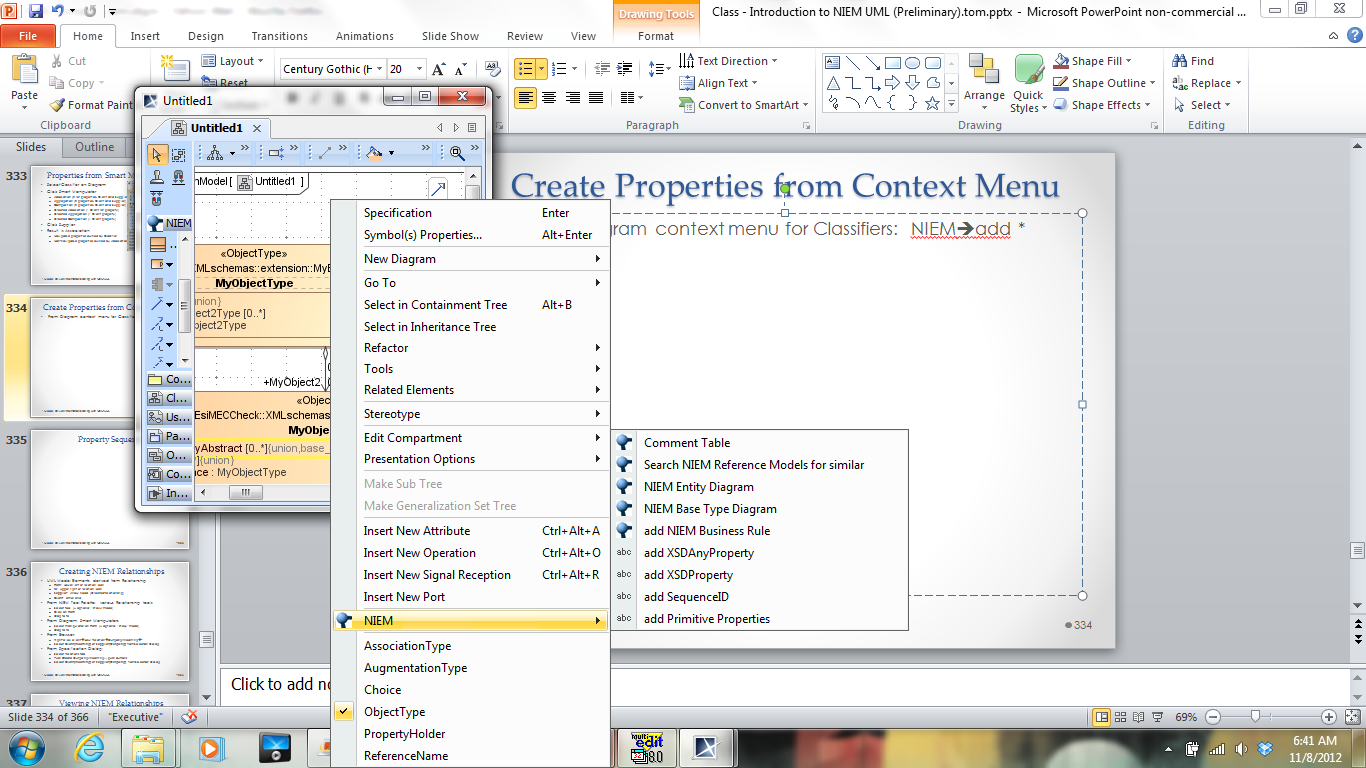 Class - Introduction to NIEM UML (Preliminary).tom.pptx - Microsoft PowerPoint non-commercial ...
Drawing Tools
File Home Insert Design Transitions Animations Slide Show Review View Format
Paste
Cut
Copy
Format Paint
Clipboard
Layout
Reset
Century Gothic (H 20
Text Direction
Align Text
Convert to SmartArt
Paragraph
Arrange
Quick Styles
Shape Fill
Shape Outline
Shape Effects
Drawing
Find
Replace
Select
Editing
Slides Outline
333
Properties from Smart M
334
Create Properties from Co
335
Property Seque
336
Creating NIEM Relationships
337
Viewing NIEM Relationships
Untitled1
Untitled1
nModel [ Untitled1 ]
NIEM
«ObjectType»
XMLschemas::extension::MyE
MyObjectType
union}
ject2Type [0..*]
bject2Type
+MyObject2
«Objec
EsiMECCheck::XMLschemas
MyObje
yAbstract [0..*]{union,base_
]{union}
ce : MyObjectType
Co...
Cl...
Us...
Pa...
O...
Co...
In...
Specification Enter
Symbol(s) Properties... Alt+Enter
New Diagram
Go To
Select in Containment Tree Alt+B
Select in Inheritance Tree
Refactor
Tools
Related Elements
Stereotype
Edit Compartment
Presentation Options
Make Sub Tree
Make Generalization Set Tree
Insert New Attribute Ctrl+Alt+A
Insert New Operation Ctrl+Alt+O
Insert New Signal Reception Ctrl+Alt+R
Insert New Port
NIEM
AssociationType
AugmentationType
Choice
ObjectType
PropertyHolder
ReferenceName
Comment Table
Search NIEM Reference Models for similar
NIEM Entity Diagram
NIEM Base Type Diagram
add NIEM Business Rule
abc add XSDAnyProperty
abc add XSDProperty
abc add SequenceID
abc add Primitive Properties
Create Properties from Context Menu
gram context menu for Classifiers: NIEM➔add *
334
Click to add no
Slide 334 of 366 "Executive" 69%
6:41 AM
11/8/2012